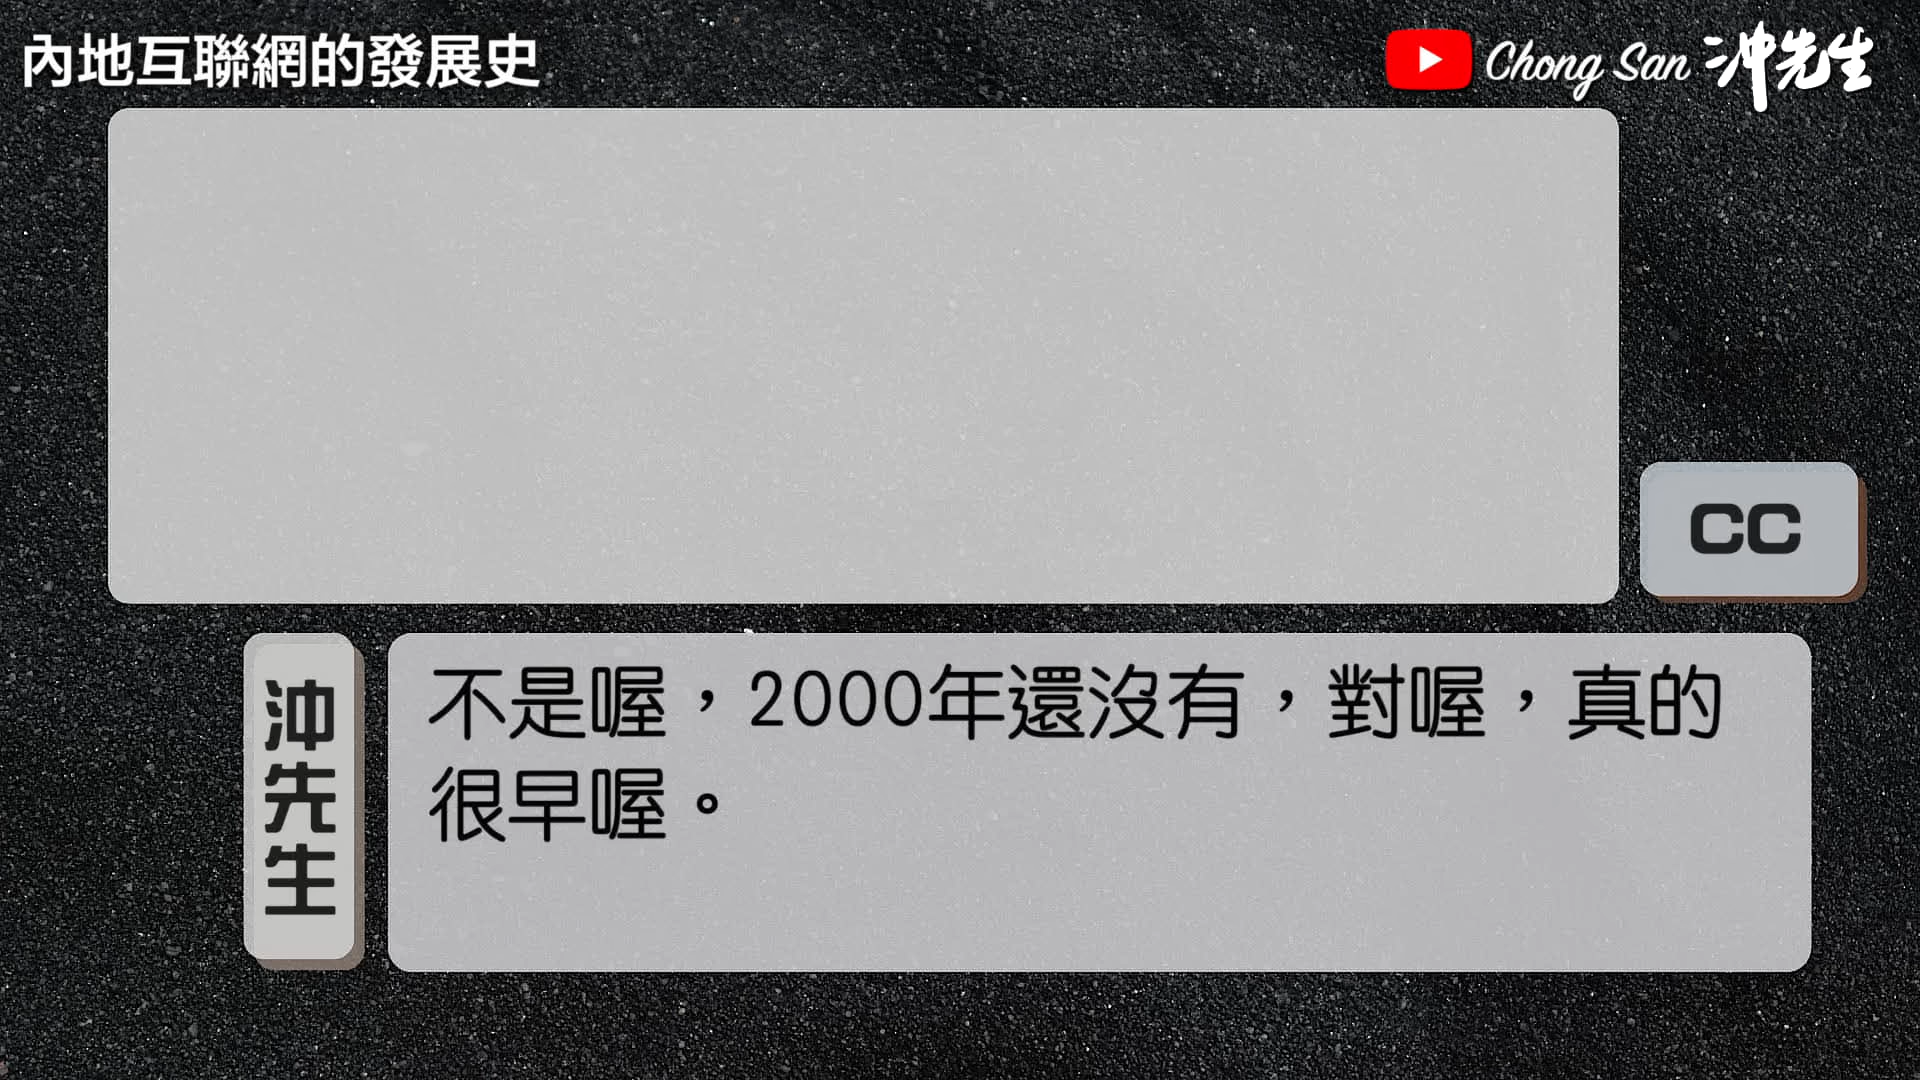 內地互聯網的發展史
Chong San 沖先生
CC
沖先生
不是喔，2000年還沒有，對喔，真的
很早喔。